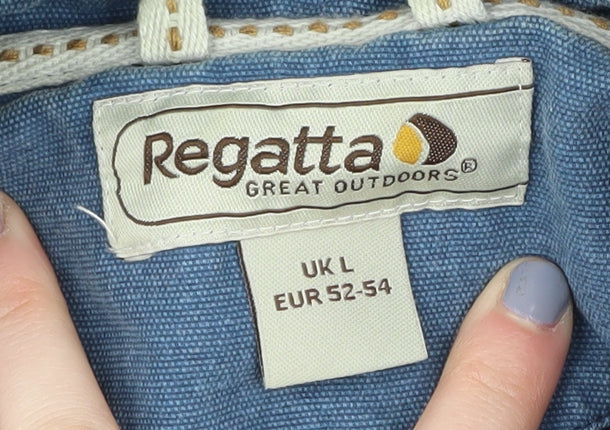 Regatta
GREAT OUTDOORS®
UK L
EUR 52-54